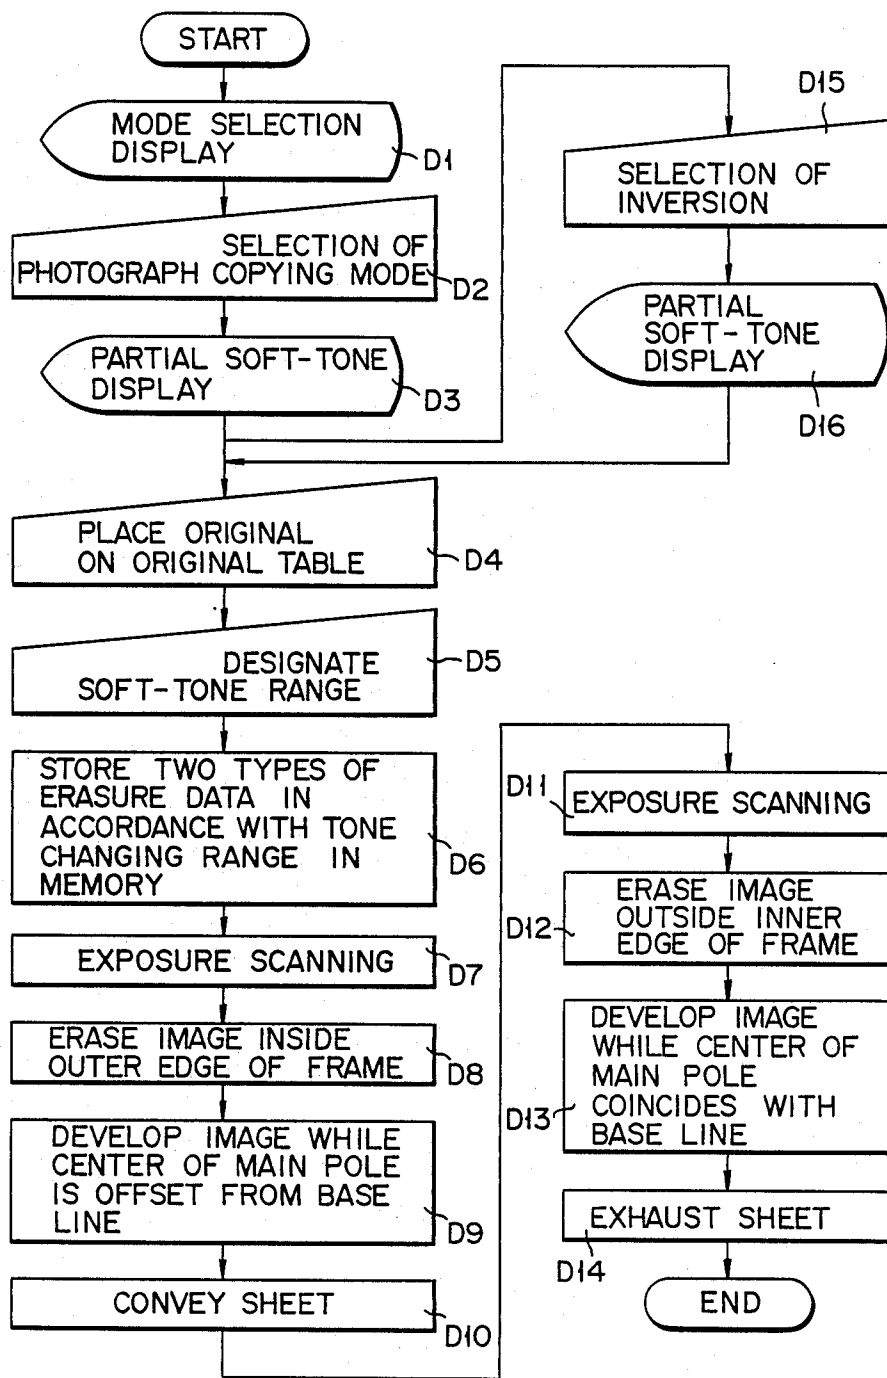 START
MODE SELECTION
DISPLAY
D1
SELECTION OF
PHOTOGRAPH COPYING MODE
D2
PARTIAL SOFT-TONE
DISPLAY
D3
D15
SELECTION OF
INVERSION
PARTIAL
SOFT-TONE
DISPLAY
D16
PLACE ORIGINAL
ON ORIGINAL TABLE
D4
DESIGNATE
SOFT-TONE RANGE
D5
STORE TWO TYPES OF
ERASURE DATA IN
ACCORDANCE WITH TONE
CHANGING RANGE IN
MEMORY
D6
EXPOSURE SCANNING
D7
ERASE IMAGE INSIDE
OUTER EDGE OF FRAME
D8
DEVELOP IMAGE WHILE
CENTER OF MAIN POLE
IS OFFSET FROM BASE
LINE
D9
CONVEY SHEET
D10
D11
EXPOSURE SCANNING
ERASE IMAGE
OUTSIDE INNER
EDGE OF FRAME
D12
DEVELOP IMAGE
WHILE CENTER OF
MAIN POLE
COINCIDES WITH
BASE LINE
D13
EXHAUST SHEET
D14
END